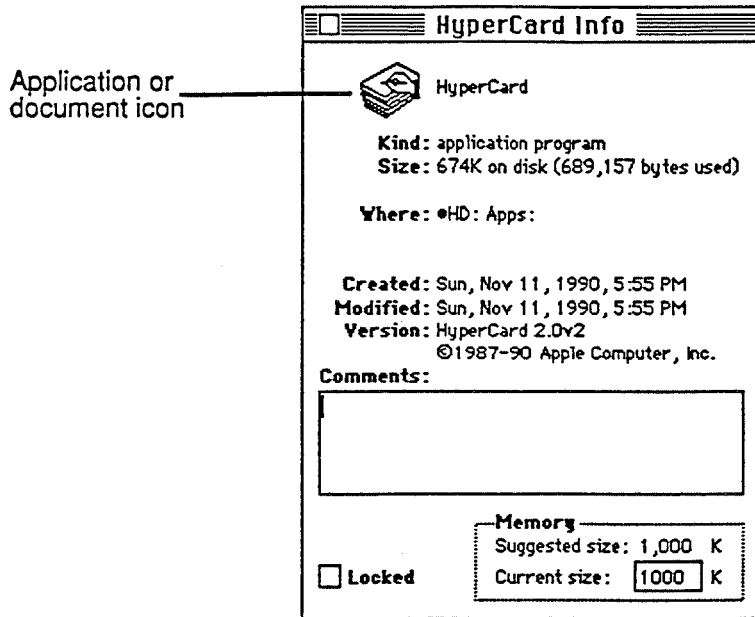 HyperCard Info
Application or
document icon
HyperCard
Kind: application program
Size: 674K on disk (689,157 bytes used)
Where: •HD: Apps:
Created: Sun, Nov 11, 1990, 5:55 PM
Modified: Sun, Nov 11, 1990, 5:55 PM
Version: HyperCard 2.0v2
©1987-90 Apple Computer, Inc.
Comments:
Memory
Suggested size: 1,000 K
Locked
Current size: 1000 K